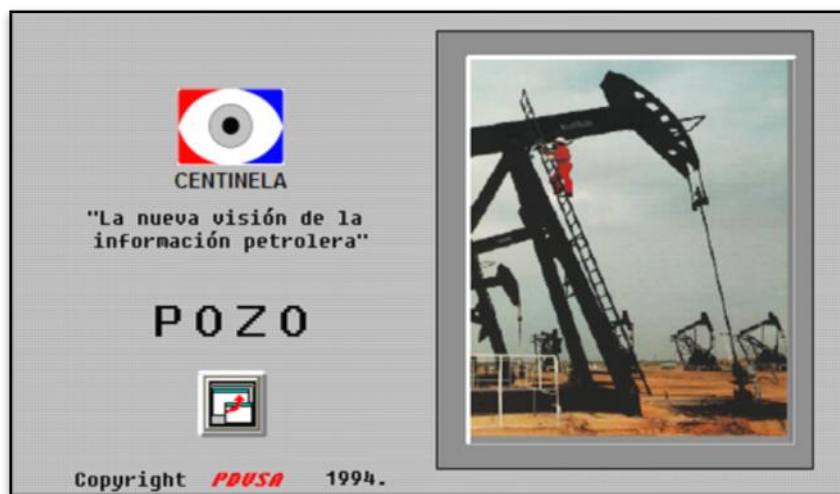 CENTINELA
"La nueva visión de la
información petrolera"
POZO
Copyright PDVSA 1994.